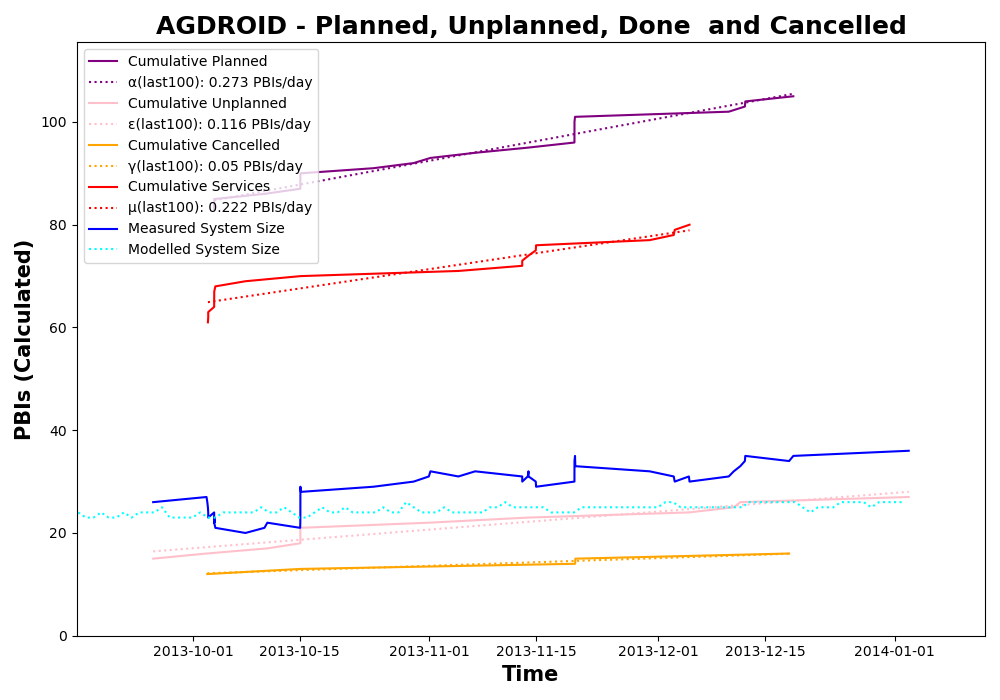 AGDROID - Planned, Unplanned, Done  and Cancelled
Cumulative Planned
α(last100): 0.273 PBIs/day
Cumulative Unplanned
ε(last100): 0.116 PBIs/day
Cumulative Cancelled
γ(last100): 0.05 PBIs/day
Cumulative Services
μ(last100): 0.222 PBIs/day
Measured System Size
Modelled System Size
PBIs (Calculated)
100
80
60
40
20
0
2013-10-01
2013-10-15
2013-11-01
2013-11-15
2013-12-01
2013-12-15
2014-01-01
Time